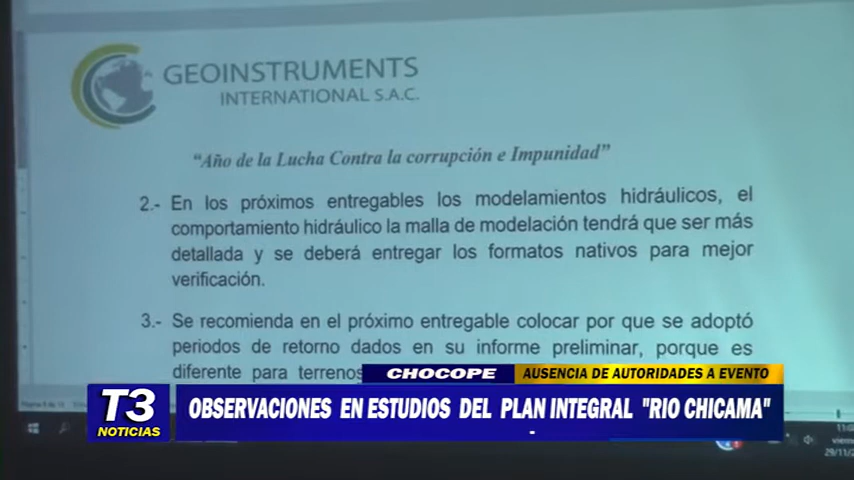 GEOINSTRUMENTS
INTERNATIONAL S.A.C.
"Año de la Lucha Contra la corrupción e Impunidad"
2.- En los próximos entregables los modelamientos hidráulicos, el
comportamiento hidráulico la malla de modelación tendrá que ser más
detallada y se deberá entregar los formatos nativos para mejor
verificación.
3.- Se recomienda en el próximo entregable colocar por que se adoptó
periodos de retorno dados en su informe preliminar, porque es
diferente para terrenos
CHOCOPE
AUSENCIA DE AUTORIDADES A EVENTO
T3
NOTICIAS
OBSERVACIONES EN ESTUDIOS DEL PLAN INTEGRAL "RIO CHICAMA"